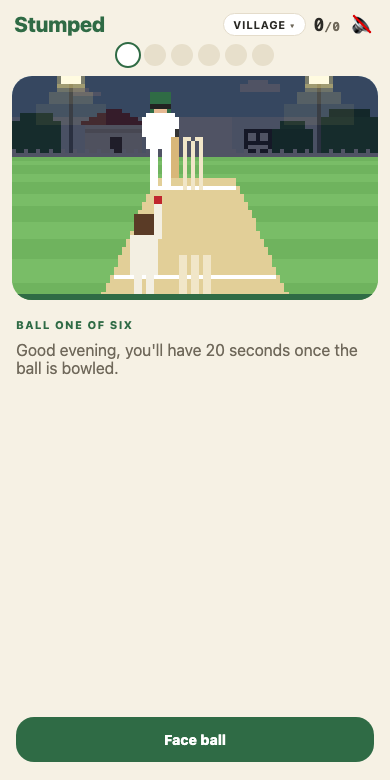 Stumped
VILLAGE ▾
0/0
BALL ONE OF SIX
Good evening, you'll have 20 seconds once the
ball is bowled.
Face ball